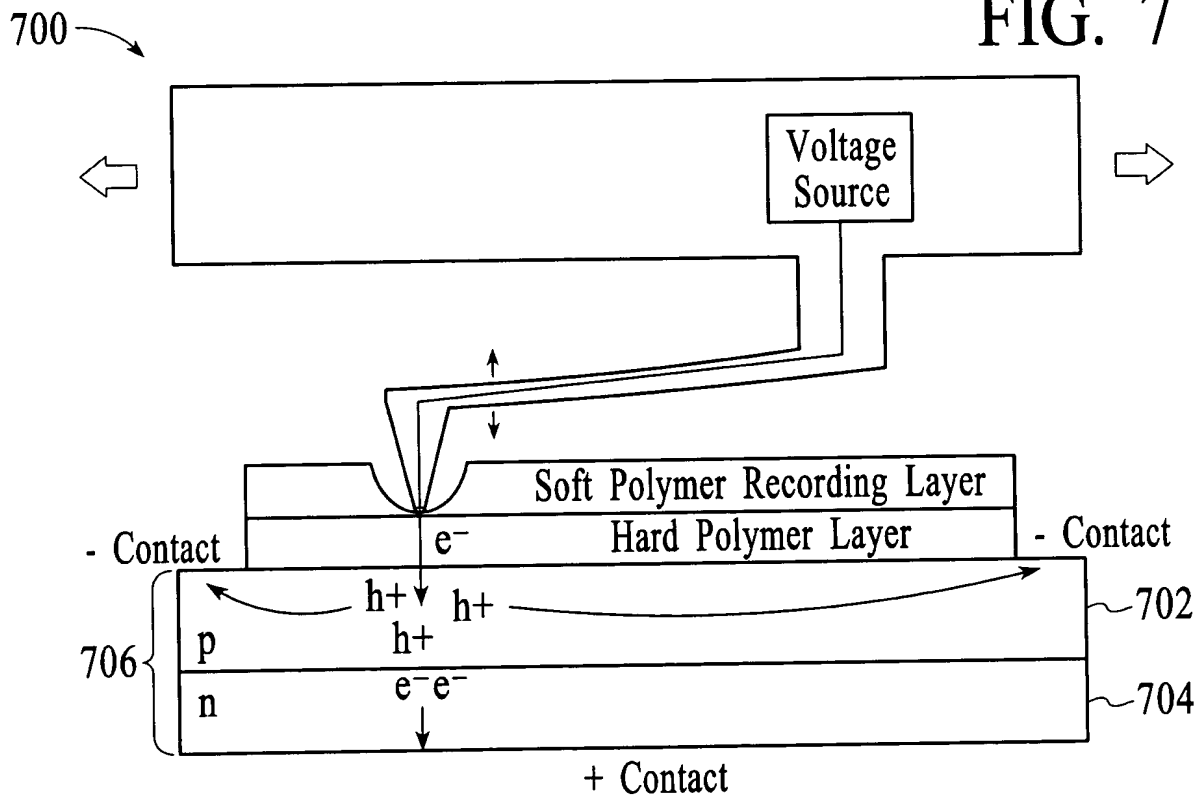 FIG. 7
700
Voltage
Source
Soft Polymer Recording Layer
e-
Hard Polymer Layer
- Contact
- Contact
h+
h+
h+
p
702
706
e-e-
n
704
+ Contact